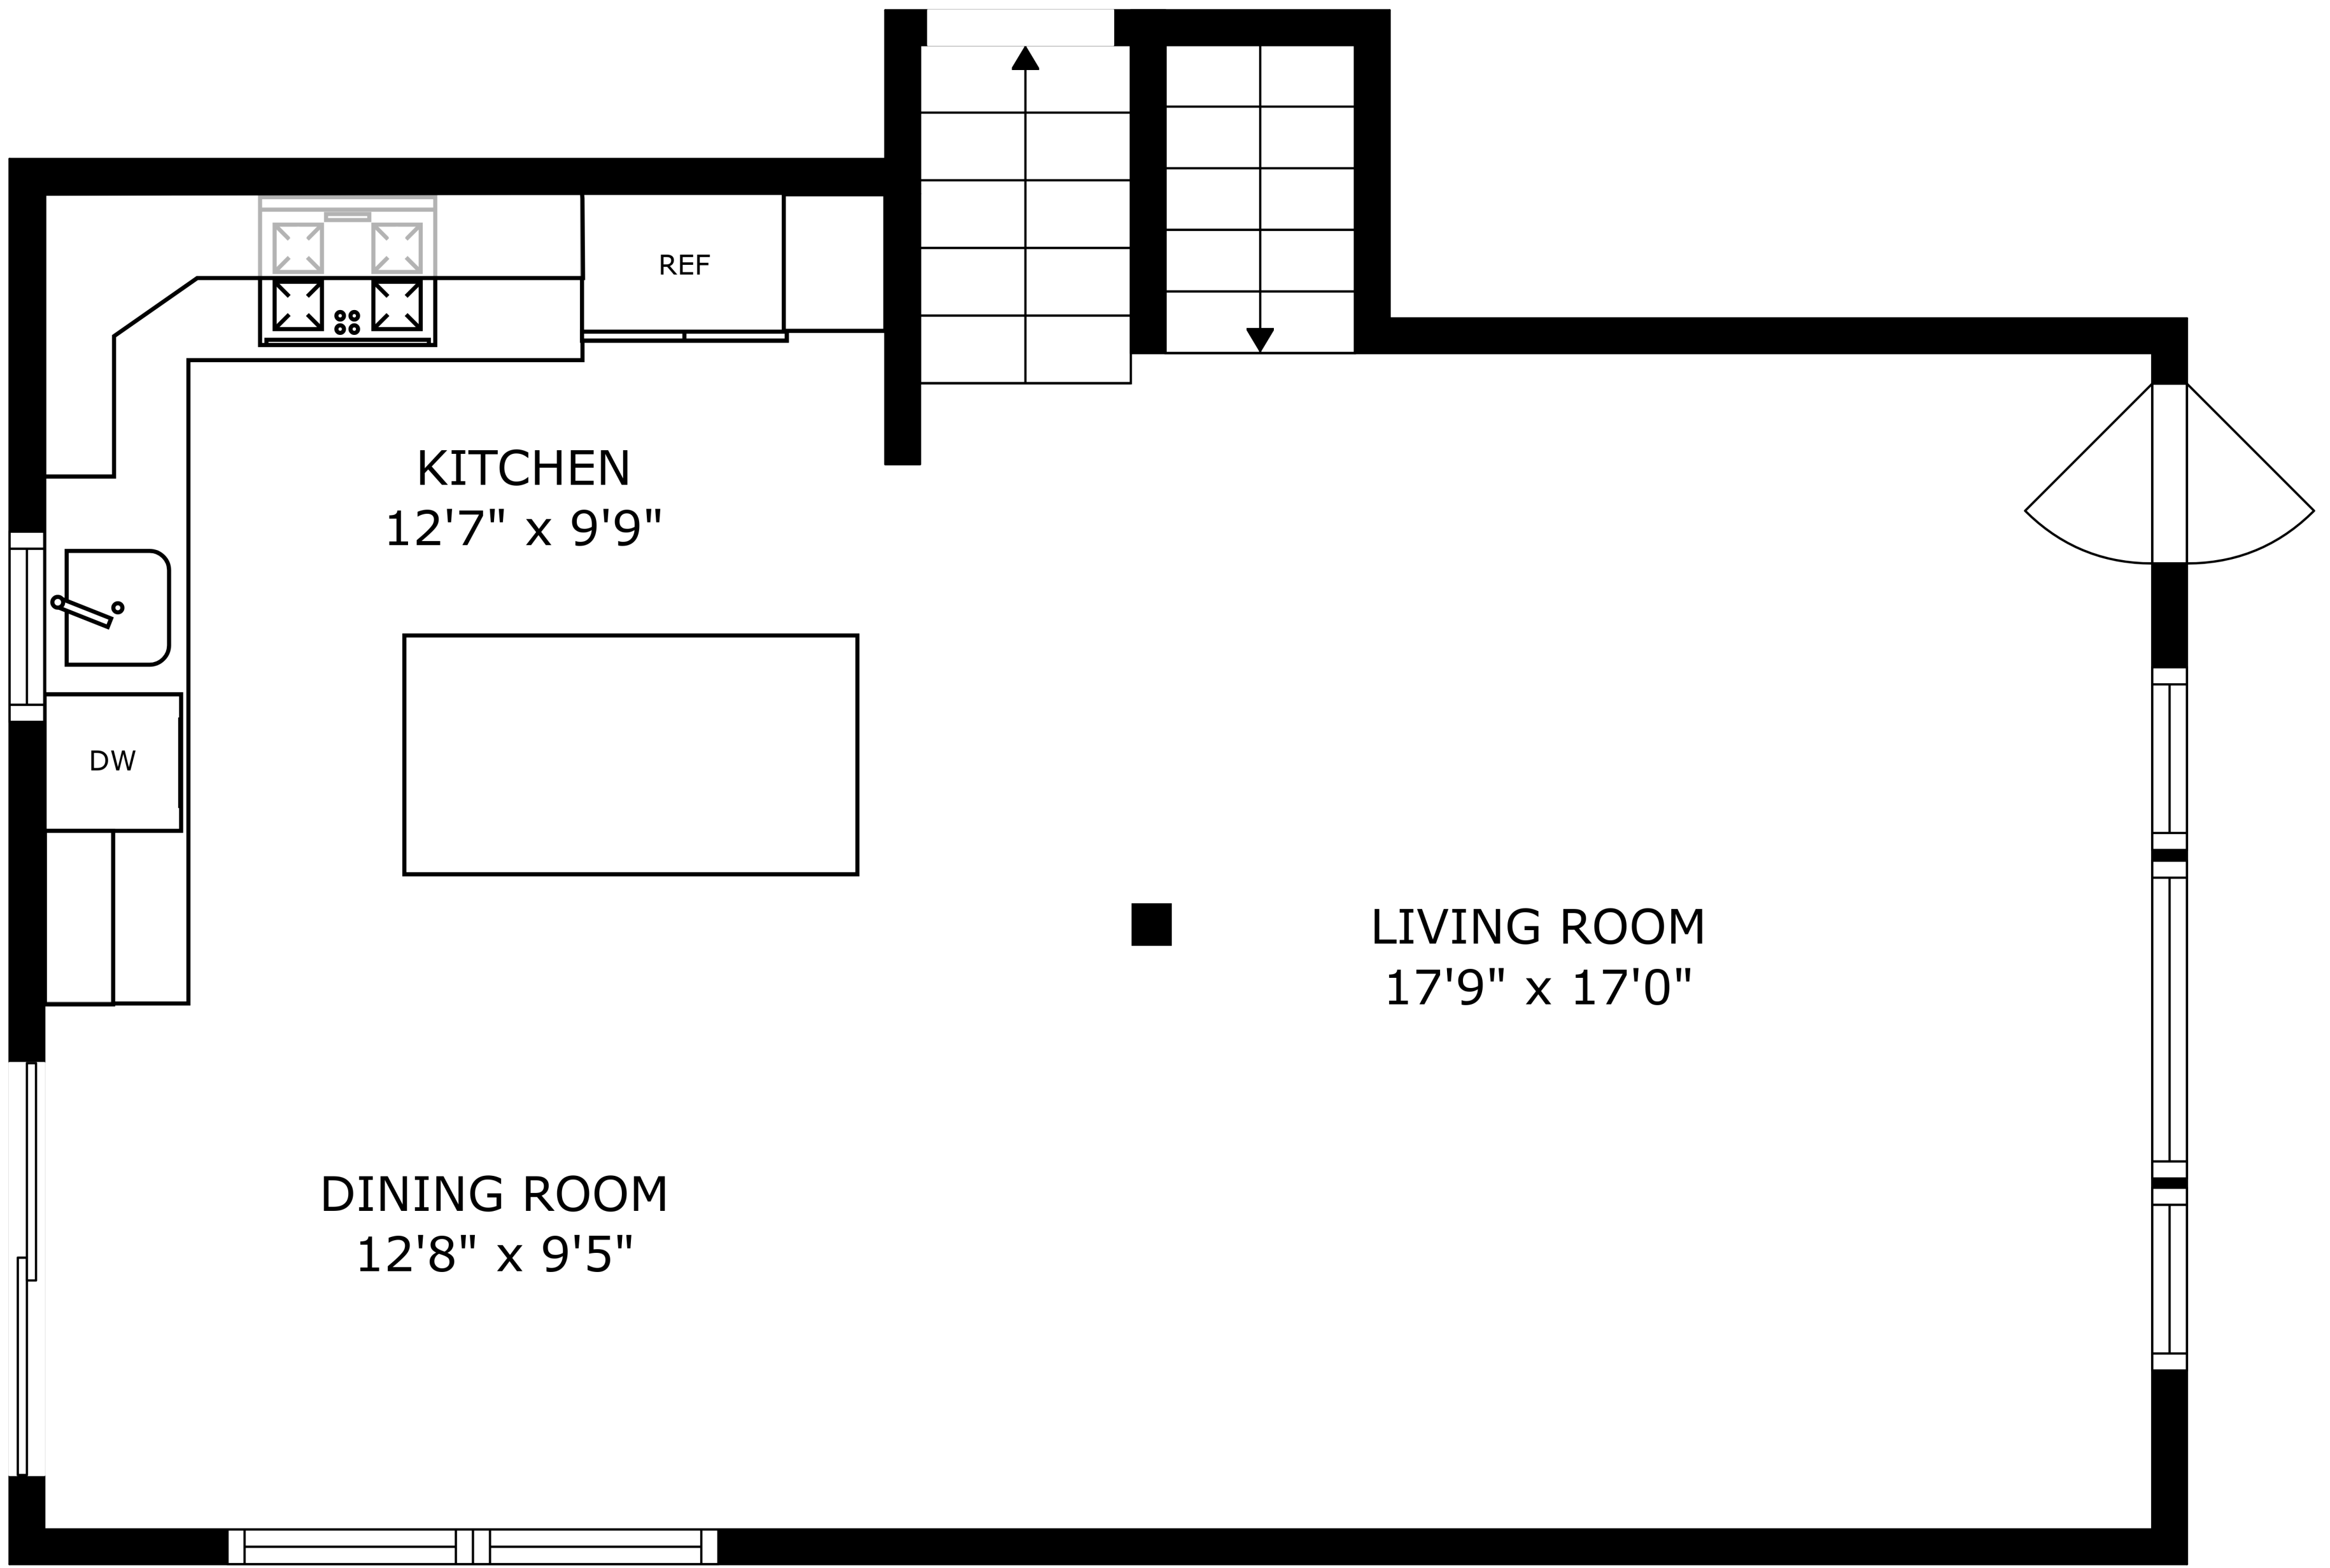 REF
KITCHEN
12'7" x 9'9"
DW
LIVING ROOM
17'9" x 17'0"
DINING ROOM
12'8" x 9'5"